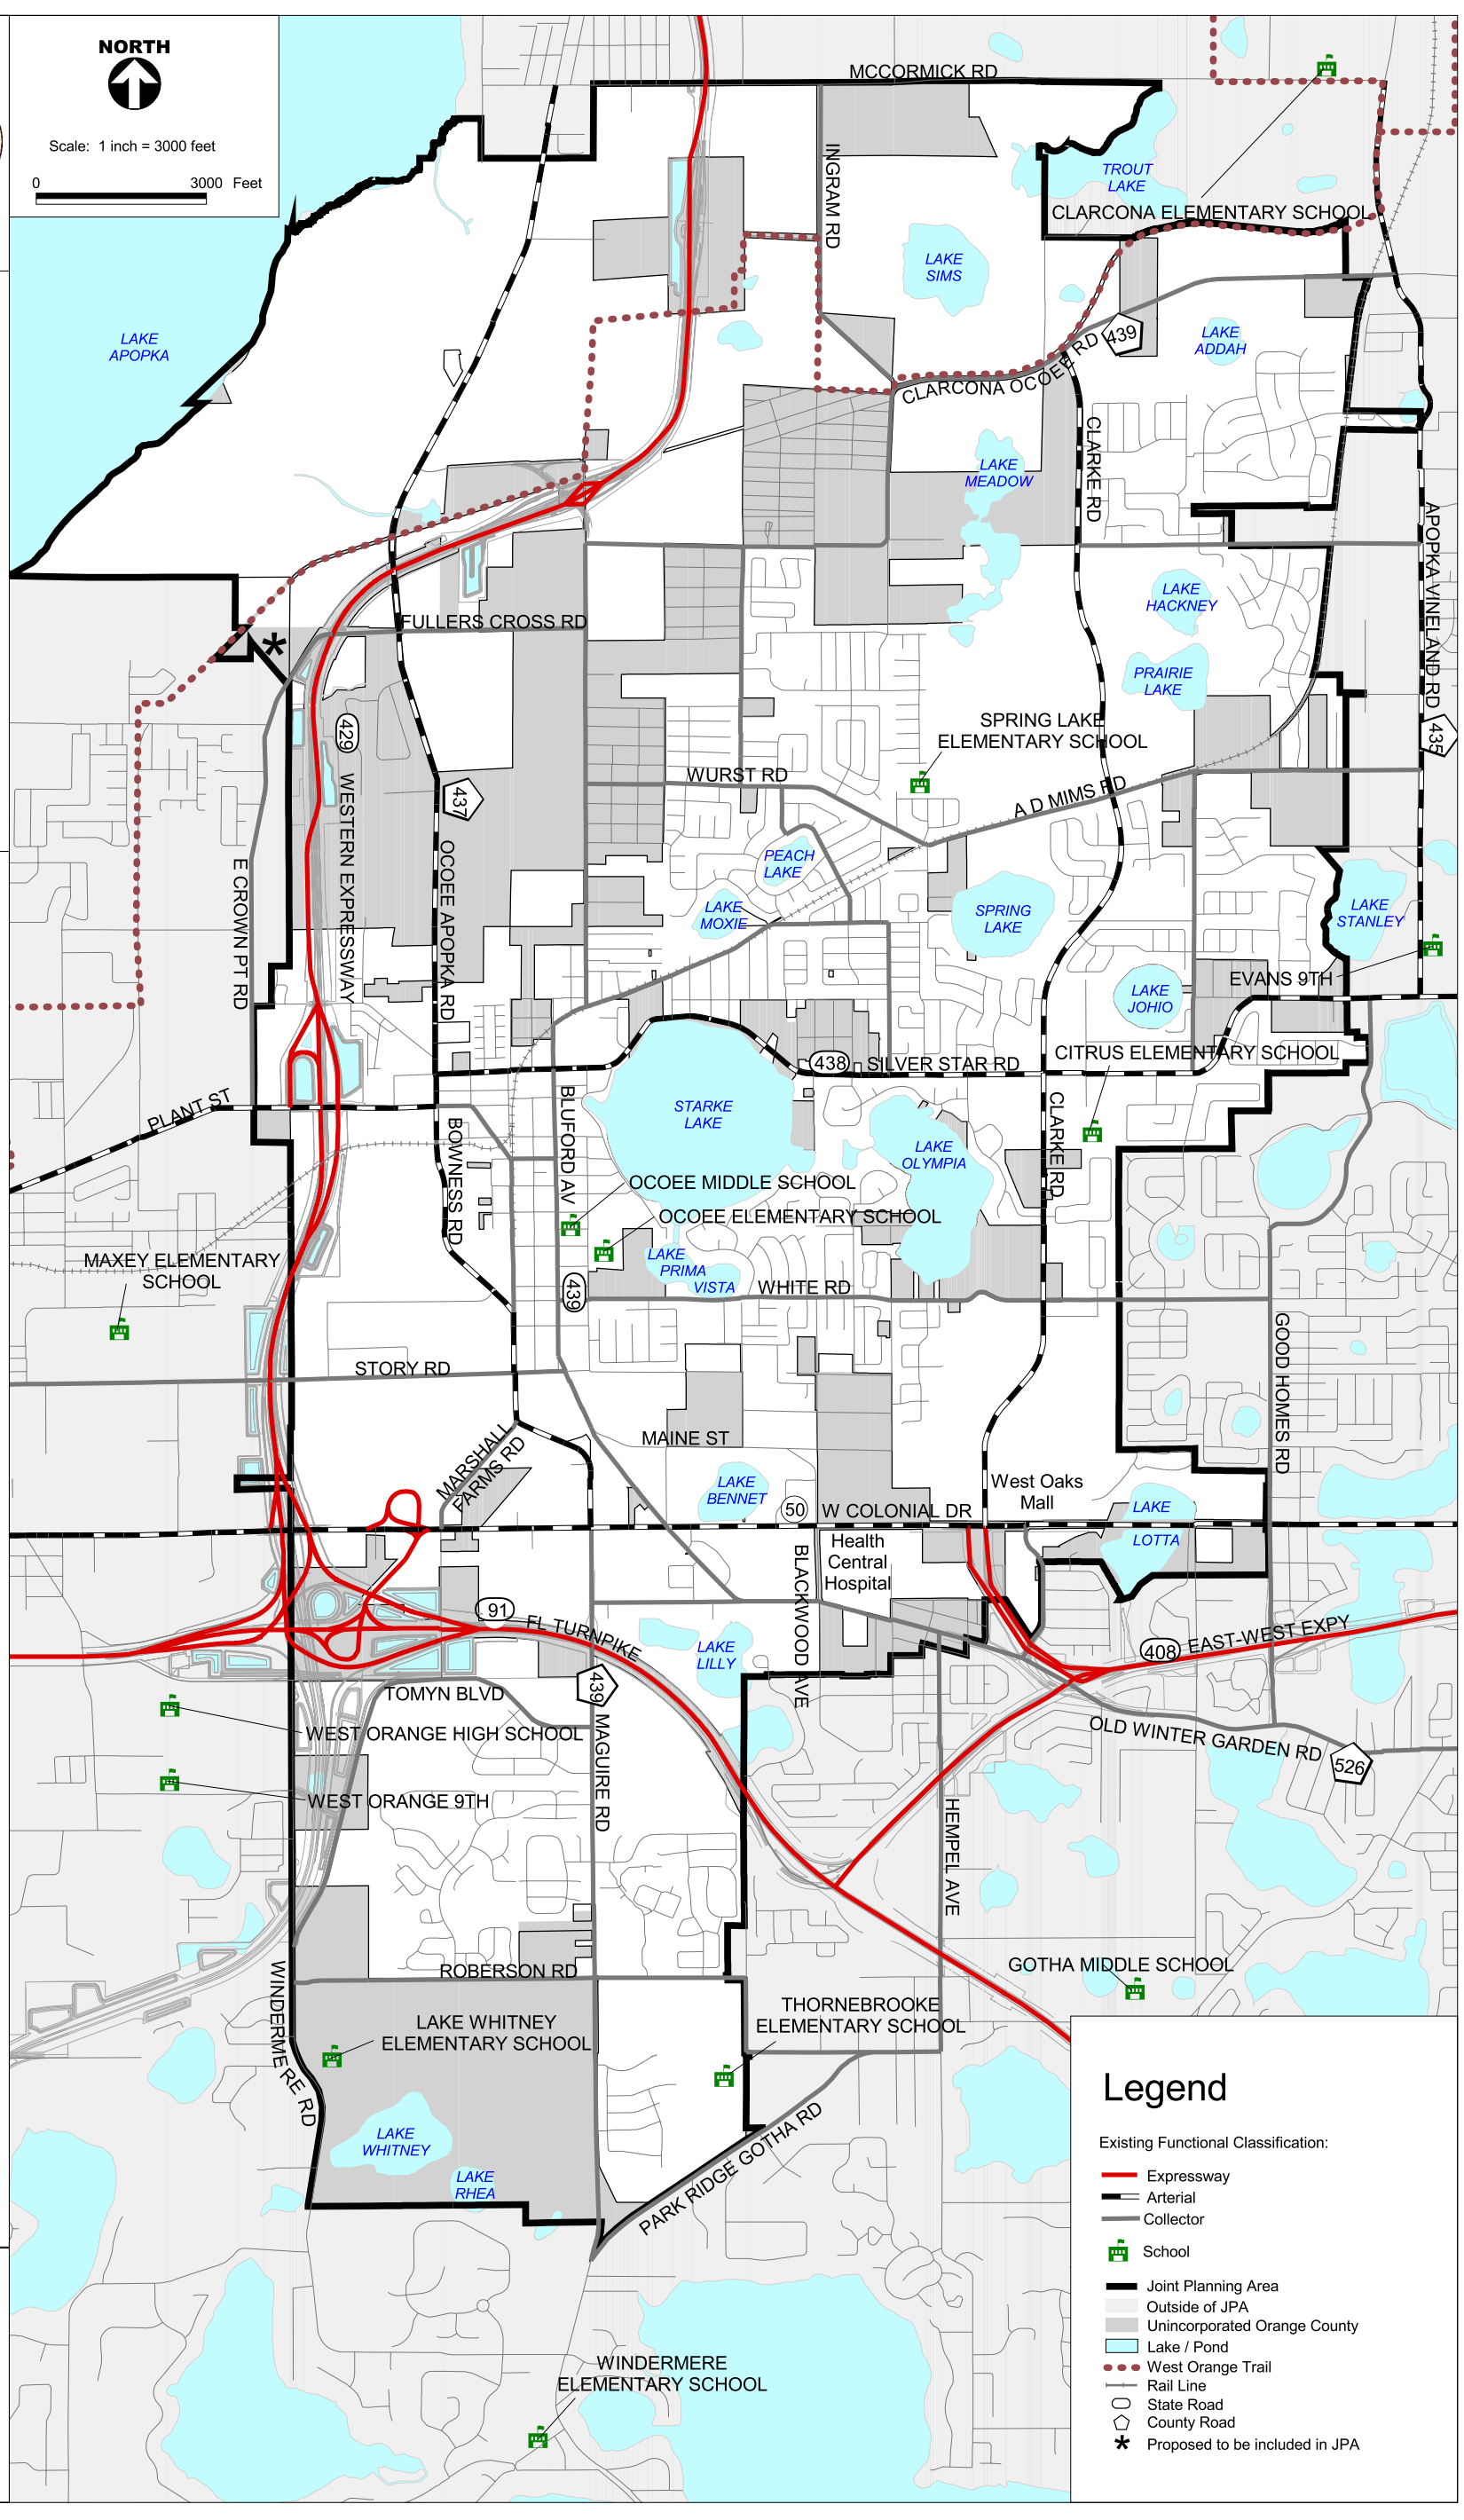 NORTH
Scale: 1 inch = 3000 feet
0 3000 Feet
MCCORMICK RD
INGRAM RD
TROUT
LAKE
CLARCONA ELEMENTARY SCHOOL
LAKE
SIMS
LAKE
APOPKA
439
LAKE
ADDAH
CLARCONA OCOEE RD
CLARKE RD
LAKE
MEADOW
APOPKA VINELAND RD
LAKE
HACKNEY
FULLERS CROSS RD
*
PRAIRIE
LAKE
429
SPRING LAKE
ELEMENTARY SCHOOL
435
WURST RD
A D MIMS RD
437
WESTERN EXPRESSWAY
E CROWN PT RD
OCOEE APOPKA RD
PEACH
LAKE
LAKE
MOXIE
SPRING
LAKE
LAKE
STANLEY
EVANS 9TH
LAKE
JOHIO
CITRUS ELEMENTARY SCHOOL
438
SILVER STAR RD
PLANT ST
STARKE
LAKE
BLUFORD AV
BOWNESS RD
CLARKE RD
LAKE
OLYMPIA
OCOEE MIDDLE SCHOOL
OCOEE ELEMENTARY SCHOOL
MAXEY ELEMENTARY
SCHOOL
LAKE
PRIMA
VISTA
439
WHITE RD
GOOD HOMES RD
STORY RD
MARSHALL
FARMS RD
MAINE ST
LAKE
BENNET
50
W COLONIAL DR
West Oaks
Mall
LAKE
LOTTA
Health
Central
Hospital
BLACKWOOD AVE
91
FL TURNPIKE
LAKE
LILLY
408
EAST-WEST EXPY
439
TOMYN BLVD
WEST ORANGE HIGH SCHOOL
MAGUIRE RD
OLD WINTER GARDEN RD
526
WEST ORANGE 9TH
HEMPEL AVE
ROBERSON RD
GOTHA MIDDLE SCHOOL
WINDERMERE RD
LAKE WHITNEY
ELEMENTARY SCHOOL
THORNEBROOKE
ELEMENTARY SCHOOL
LAKE
WHITNEY
LAKE
RHEA
PARK RIDGE GOTHA RD
WINDERMERE
ELEMENTARY SCHOOL
Legend
Existing Functional Classification:
Expressway
Arterial
Collector
School
Joint Planning Area
Outside of JPA
Unincorporated Orange County
Lake / Pond
West Orange Trail
Rail Line
State Road
County Road
* Proposed to be included in JPA